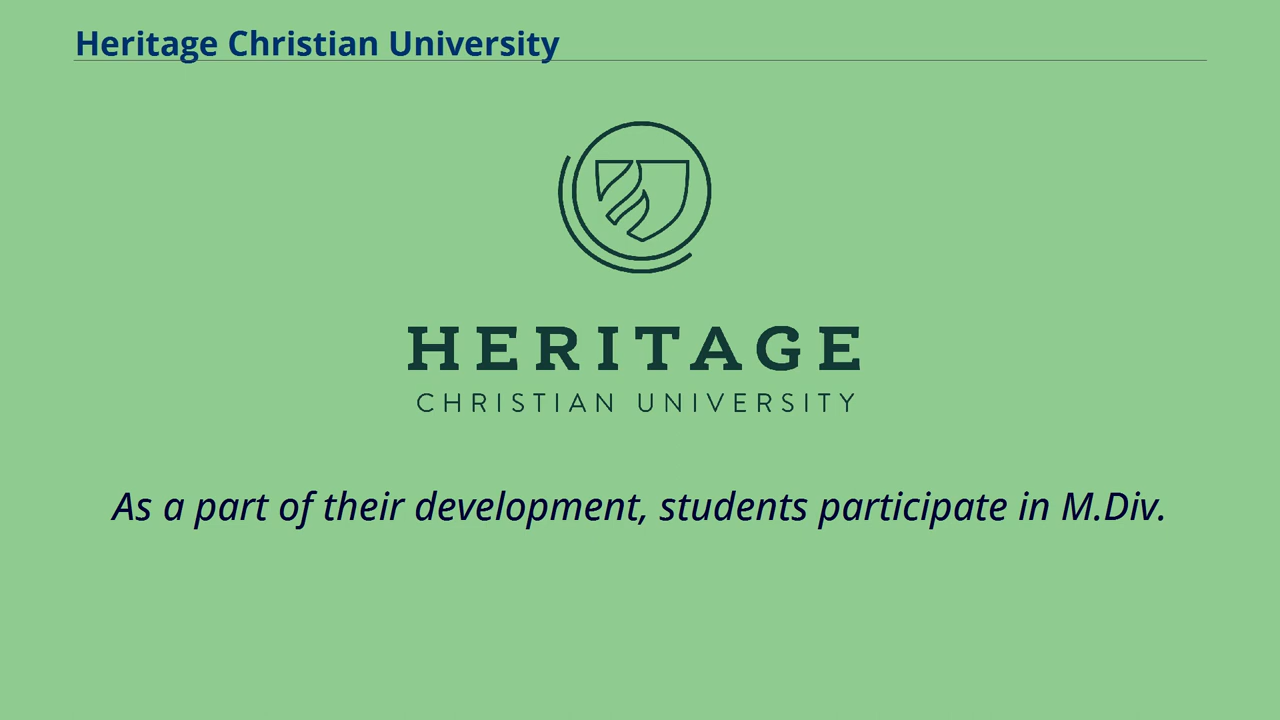 Heritage Christian University
HERITAGE
CHRISTIAN UNIVERSITY
As a part of their development, students participate in M.Div.